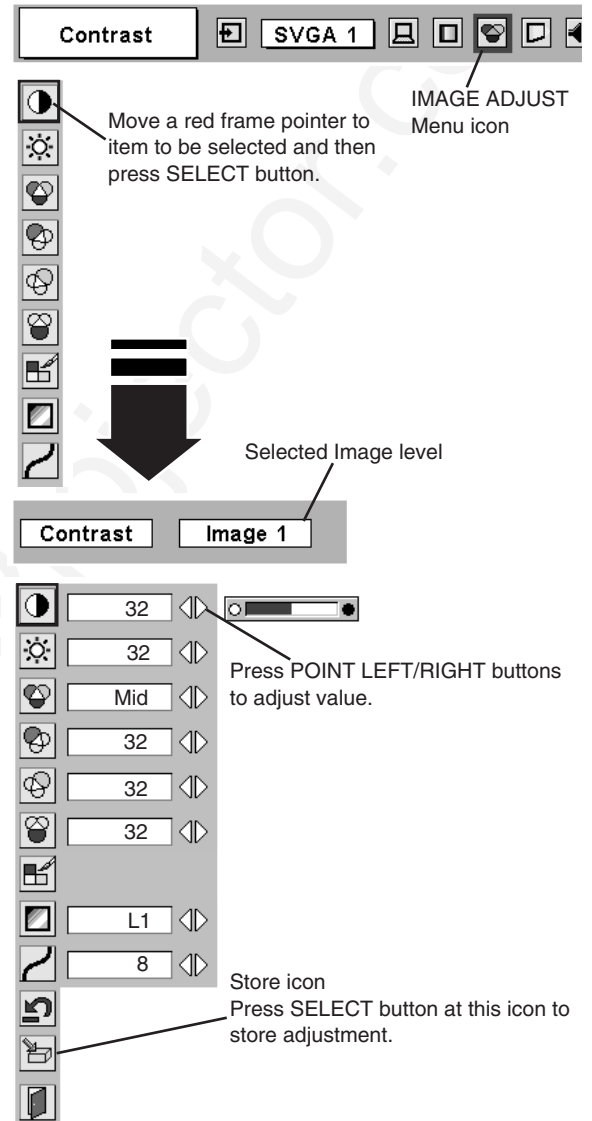 Contrast
SVGA 1
IMAGE ADJUST
Menu icon
Move a red frame pointer to
item to be selected and then
press SELECT button.
Selected Image level
Contrast
Image 1
32
32
Press POINT LEFT/RIGHT buttons
to adjust value.
Mid
32
32
32
L1
8
Store icon
Press SELECT button at this icon to
store adjustment.